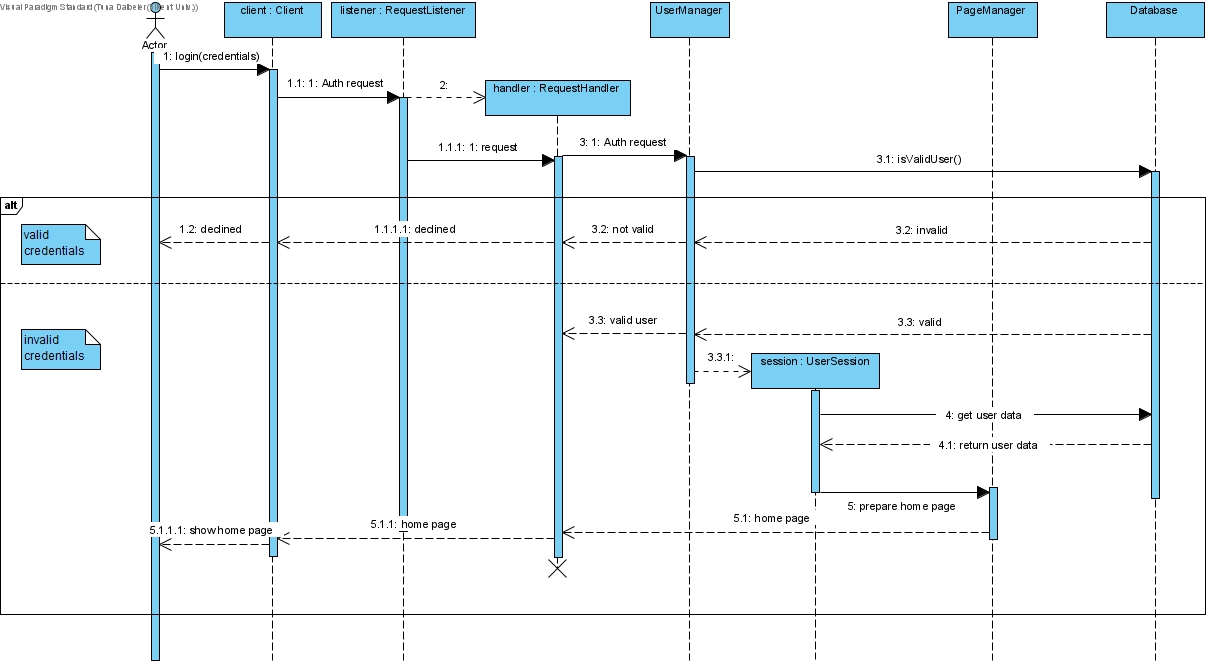 Visual Paradigm Standard (Tuna Dalbeler(Bilkent Univ.))
client : Client
listener : RequestListener
UserManager
PageManager
Database
Actor
1: login(credentials)
1.1: 1: Auth request
2:
handler : RequestHandler
1.1.1: 1: request
3: 1: Auth request
3.1: isValidUser()
alt
valid
credentials
1.2: declined
1.1.1.1: declined
3.2: not valid
3.2: invalid
invalid
credentials
3.3: valid user
3.3: valid
3.3.1:
session : UserSession
4: get user data
4.1: return user data
5: prepare home page
5.1: home page
5.1.1: home page
5.1.1.1: show home page